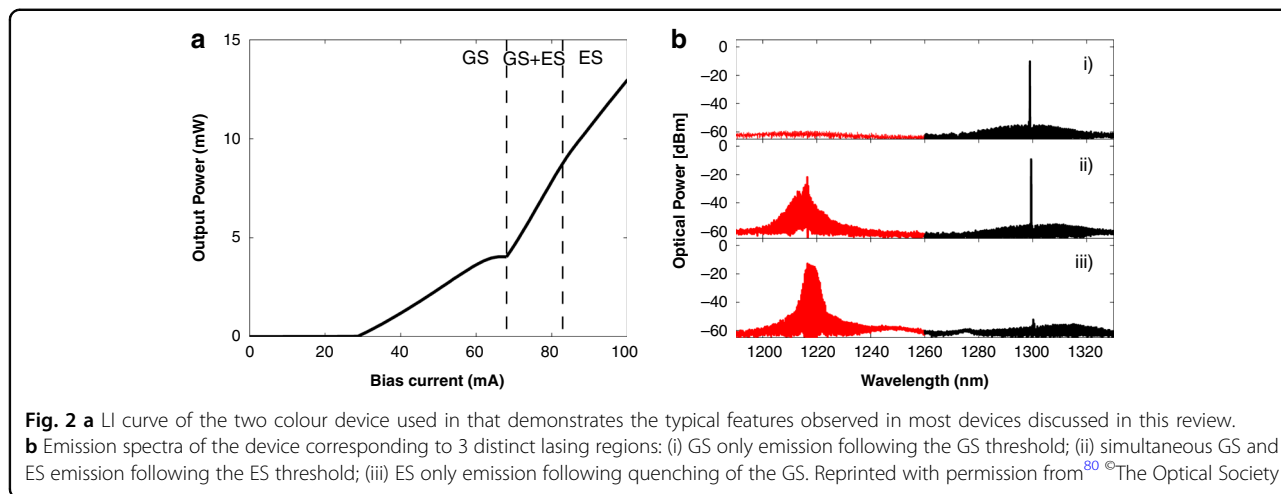 a
15
10
5
0
Output Power (mW)
GS
GS+ES
ES
0 20 40 60 80 100
Bias current (mA)
b
0
−20
−40
−60
i)
0
−20
−40
−60
ii)
0
−20
−40
−60
iii)
Optical Power [dBm]
1200 1220 1240 1260 1280 1300 1320
Wavelength (nm)
Fig. 2 a LI curve of the two colour device used in that demonstrates the typical features observed in most devices discussed in this review.
b Emission spectra of the device corresponding to 3 distinct lasing regions: (i) GS only emission following the GS threshold; (ii) simultaneous GS and
ES emission following the ES threshold; (iii) ES only emission following quenching of the GS. Reprinted with permission from80 ©The Optical Society